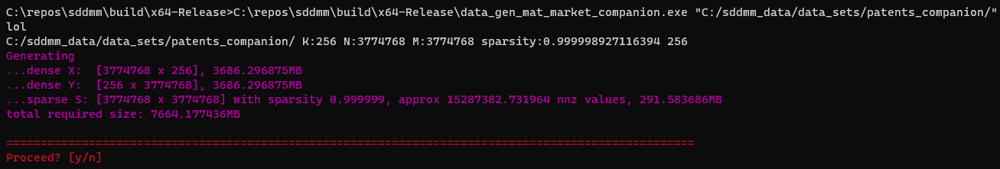 C:\repos\sddmm\build\x64-Release>C:\repos\sddmm\build\x64-Release\data_gen_mat_market_companion.exe "C:/sddmm_data/data_sets/patents_companion/"
lol
C:/sddmm_data/data_sets/patents_companion/ K:256 N:3774768 M:3774768 sparsity:0.999998927116394 256
Generating
...dense X:  [3774768 x 256], 3686.296875MB
...dense Y:  [256 x 3774768], 3686.296875MB
...sparse S: [3774768 x 3774768] with sparsity 0.999999, approx 15287382.731964 nnz values, 291.583686MB
total required size: 7664.177436MB
====================================================================================================
Proceed? [y/n]